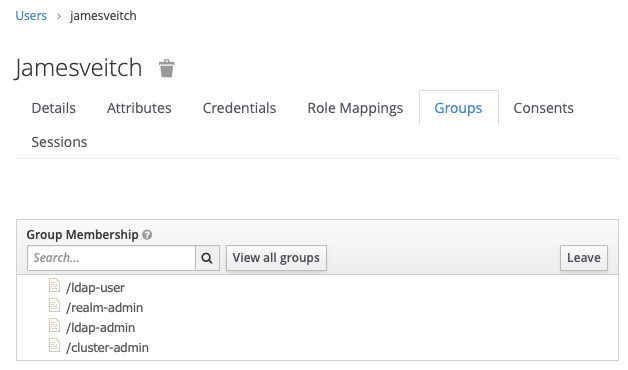 Users > jamesveitch
Jamesveitch
Details Attributes Credentials Role Mappings Groups Consents
Sessions
Group Membership ?
Search... View all groups Leave
/ldap-user
/realm-admin
/ldap-admin
/cluster-admin